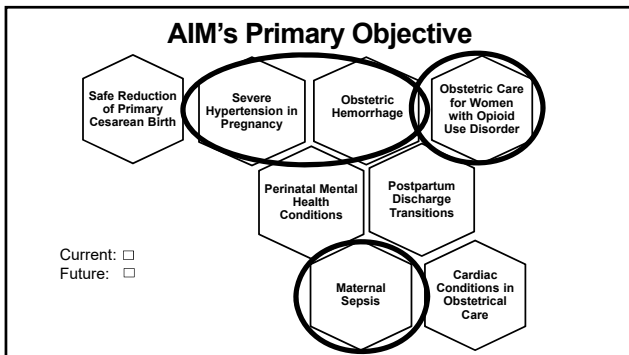 AIM's Primary Objective
Safe Reduction
of Primary
Cesarean Birth
Severe
Hypertension in
Pregnancy
Obstetric
Hemorrhage
Obstetric Care
for Women
with Opioid
Use Disorder
Perinatal Mental
Health
Conditions
Postpartum
Discharge
Transitions
Current: □
Future: □
Maternal
Sepsis
Cardiac
Conditions in
Obstetrical
Care